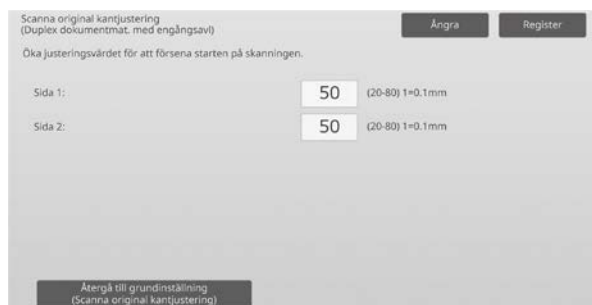 Scanna original kantjustering
(Duplex dokumentmat. med engångsavl)
Ångra
Register
Öka justeringsvärdet för att försena starten på skanningen.
Sida 1:
50
(20-80) 1=0.1mm
Sida 2:
50
(20-80) 1=0.1mm
Återgå till grundinställning
(Scanna original kantjustering)